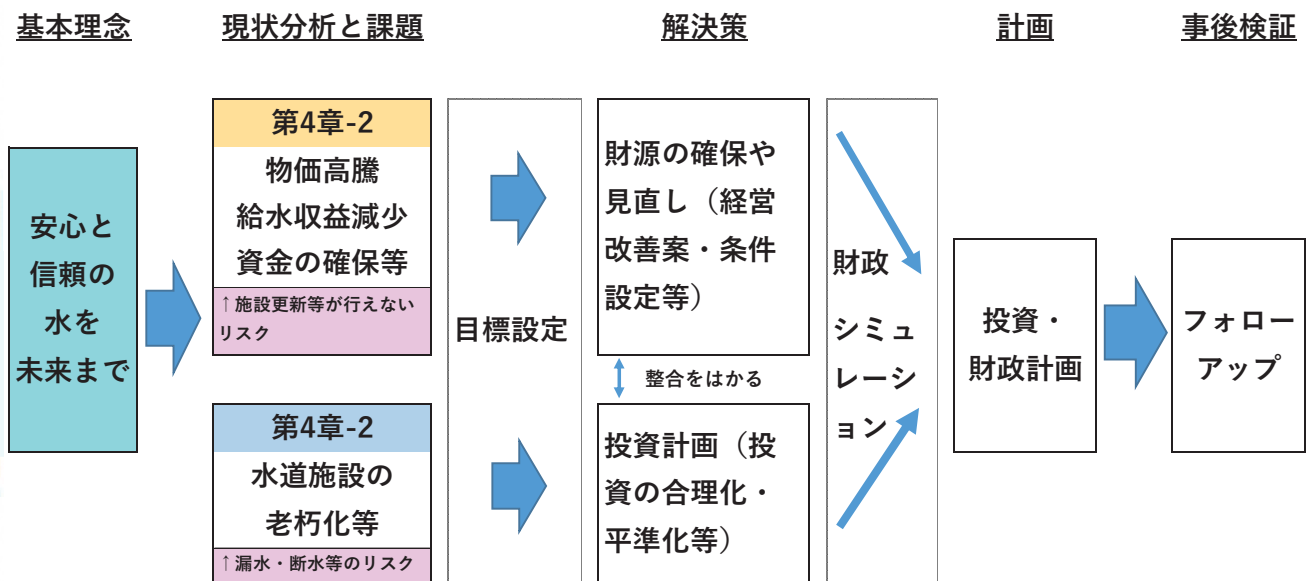 基本理念
現状分析と課題
解決策
計画
事後検証
安心と
信頼の
水を
未来まで
第4章-2
物価高騰
給水収益減少
資金の確保等
↑施設更新等が行えない
リスク
第4章-2
水道施設の
老朽化等
↑漏水・断水等のリスク
目標設定
財源の確保や
見直し（経営
改善案・条件
設定等）
整合をはかる
投資計画（投
資の合理化・
平準化等）
財政
シミュ
レーシ
ョン
投資・
財政計画
フォロー
アップ